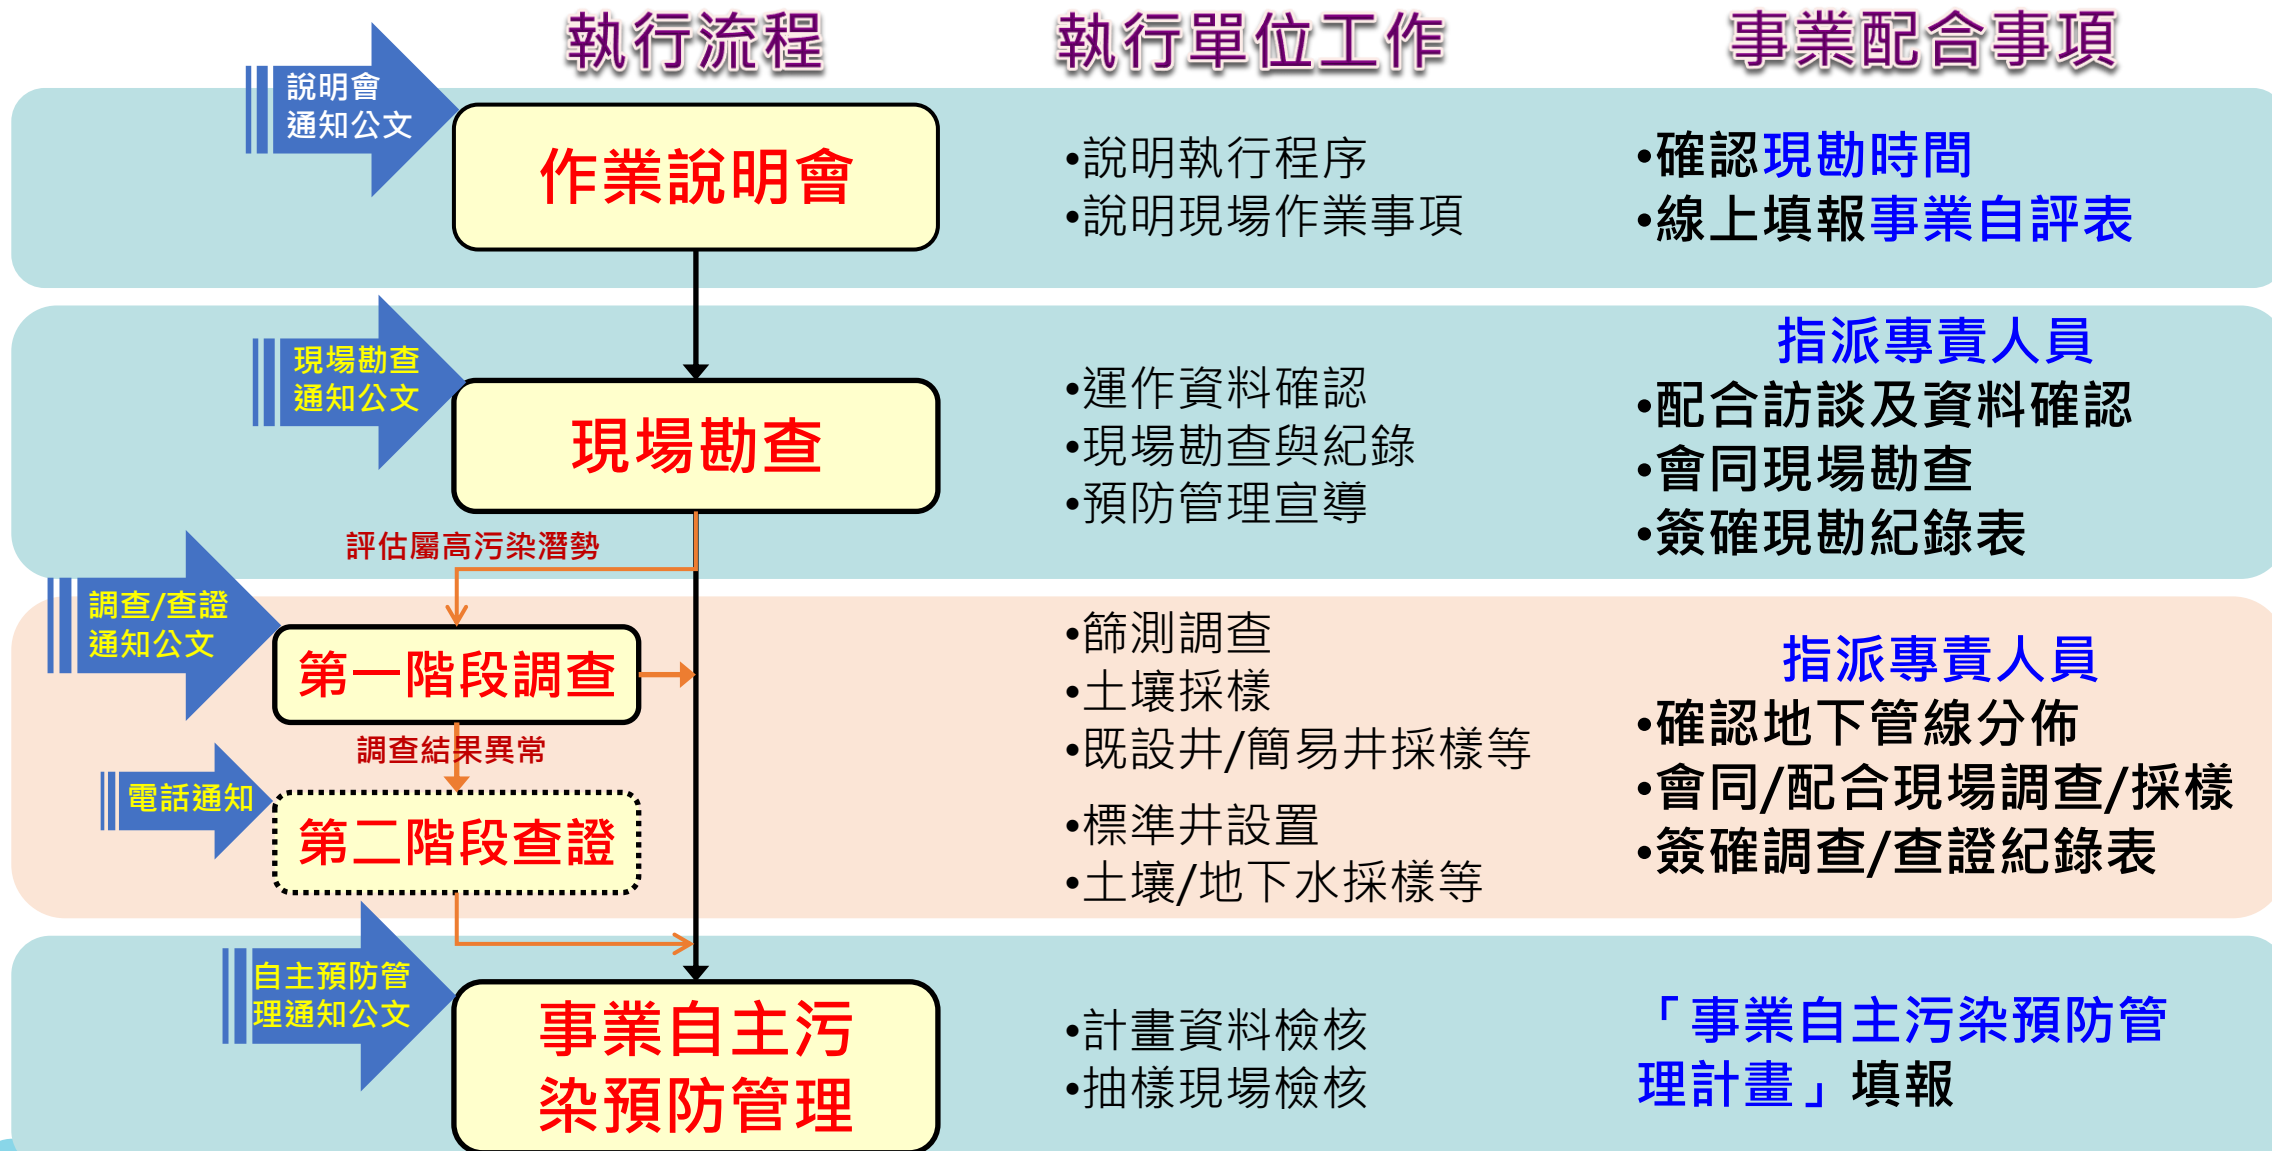 執行流程
執行單位工作
事業配合事項
說明會
通知公文
作業說明會
•說明執行程序
•說明現場作業事項
•確認現勘時間
•線上填報事業自評表
現場勘查
通知公文
現場勘查
•運作資料確認
•現場勘查與紀錄
•預防管理宣導
指派專責人員
•配合訪談及資料確認
•會同現場勘查
•簽確現勘紀錄表
評估屬高污染潛勢
調查/查證
通知公文
第一階段調查
調查結果異常
電話通知
第二階段查證
•篩測調查
•土壤採樣
•既設井/簡易井採樣等
•標準井設置
•土壤/地下水採樣等
指派專責人員
•確認地下管線分佈
•會同/配合現場調查/採樣
•簽確調查/查證紀錄表
自主預防管
理通知公文
事業自主污
染預防管理
•計畫資料檢核
•抽樣現場檢核
「事業自主污染預防管
理計畫」填報